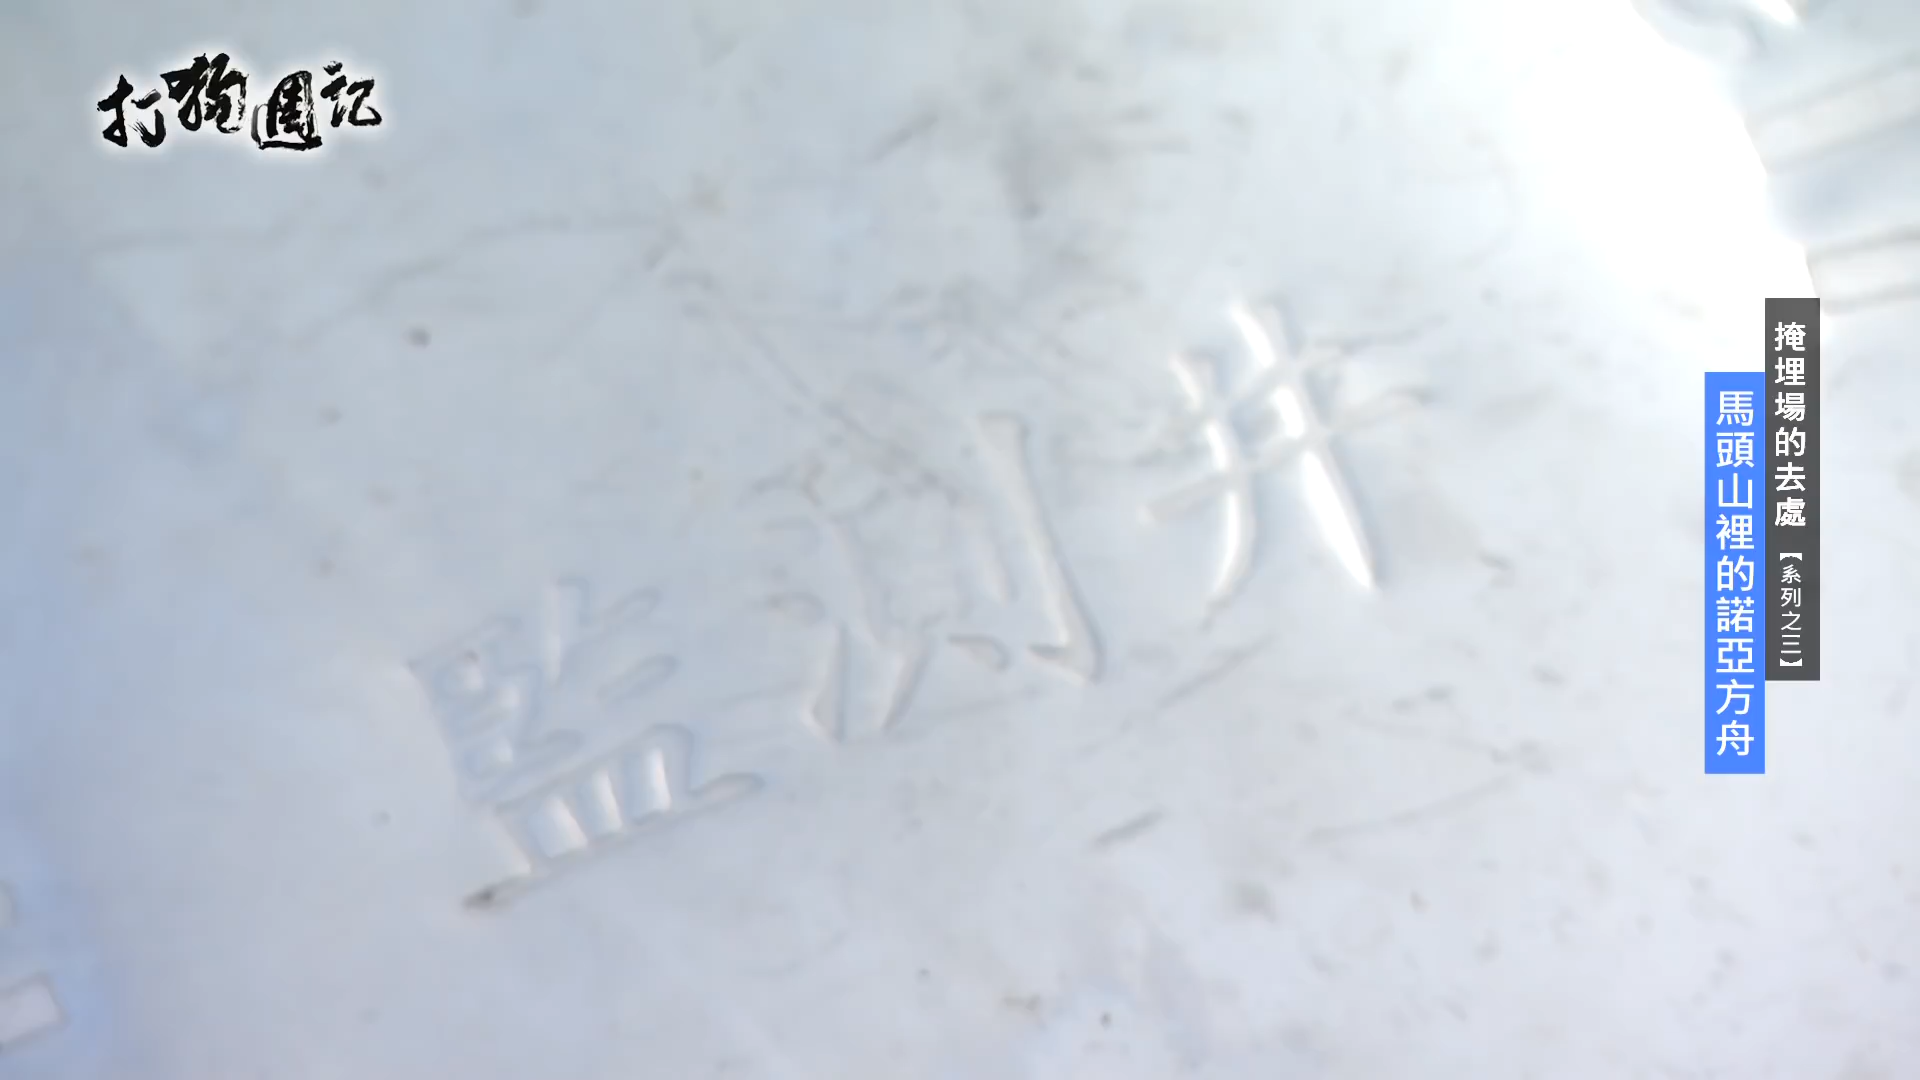 打狗週記
掩埋場的去處【系列之三】
馬頭山裡的諾亞方舟
監測井